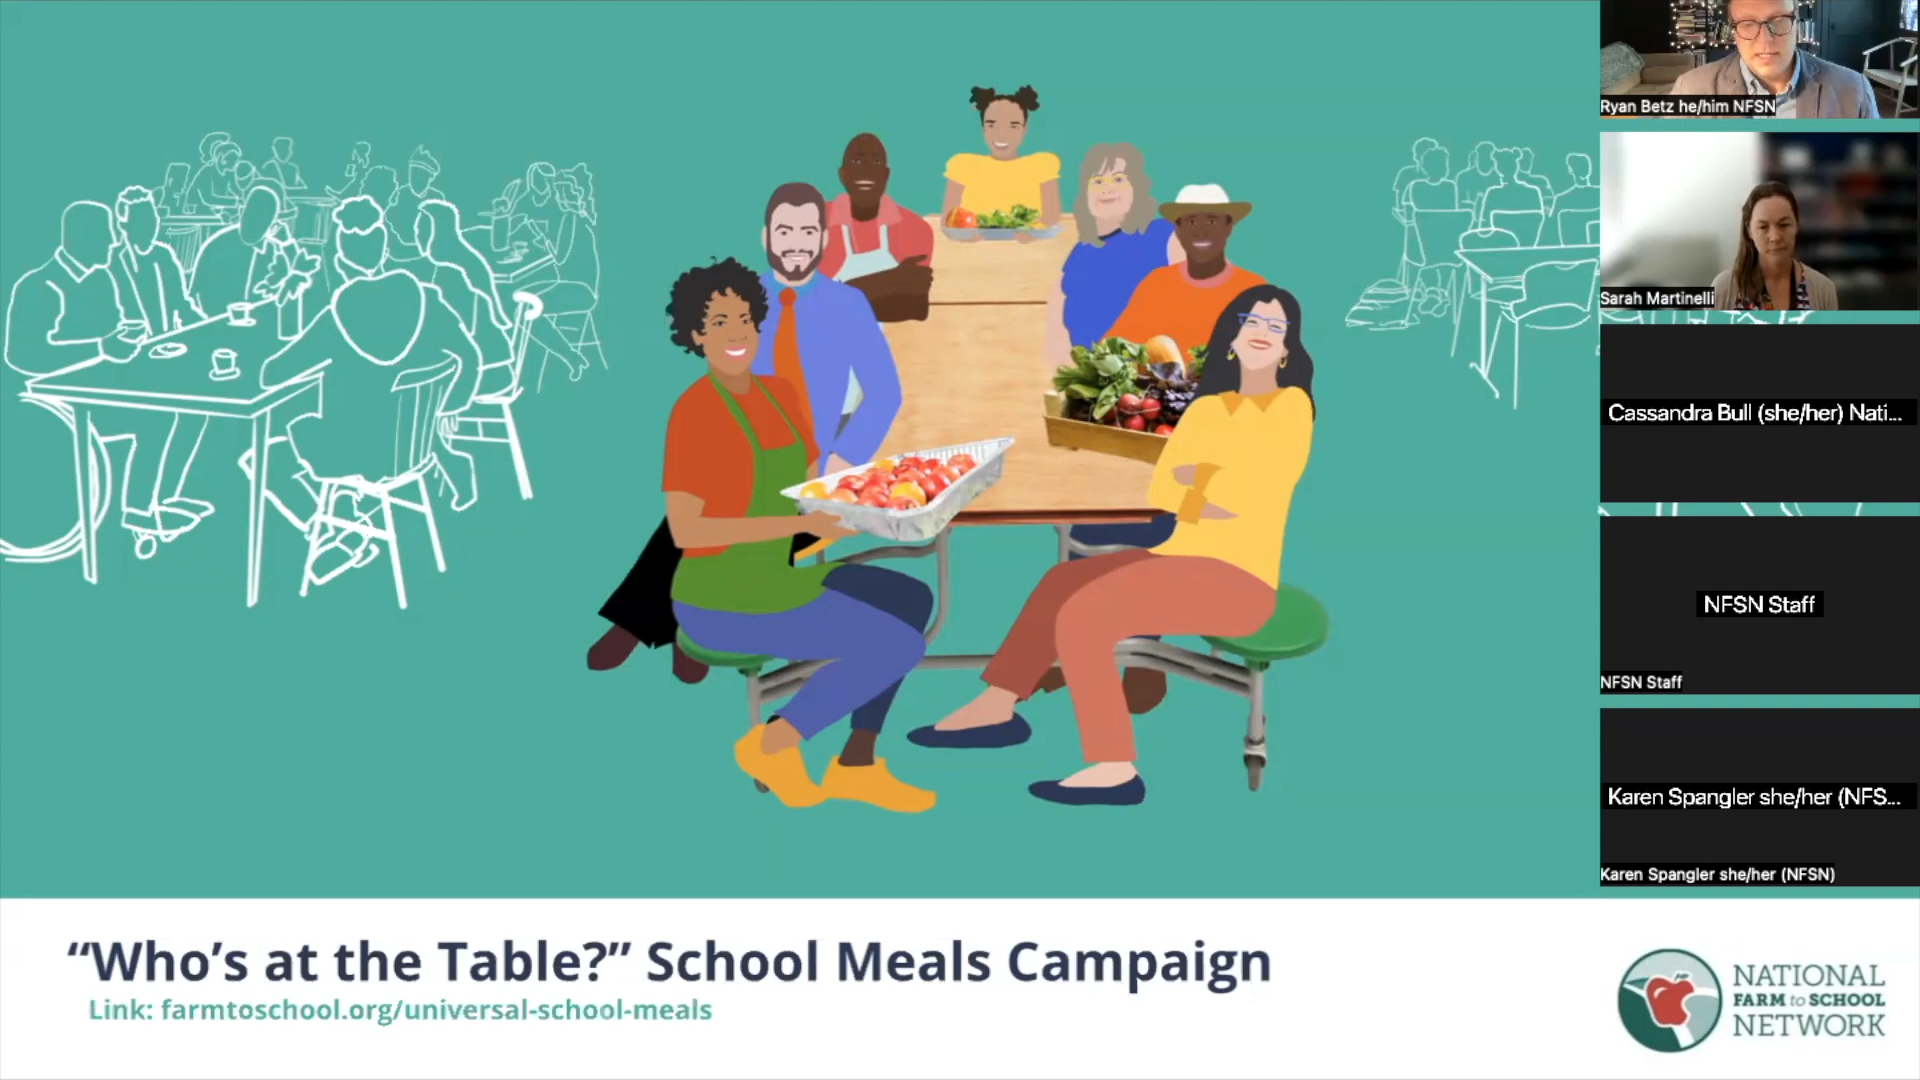 Ryan Betz he/him NFSN
Sarah Martinelli
Cassandra Bull (she/her) Nati...
NFSN Staff
NFSN Staff
Karen Spangler she/her (NFS...
Karen Spangler she/her (NFSN)
“Who’s at the Table?” School Meals Campaign
Link: farmtoschool.org/universal-school-meals
NATIONAL
FARM to SCHOOL
NETWORK